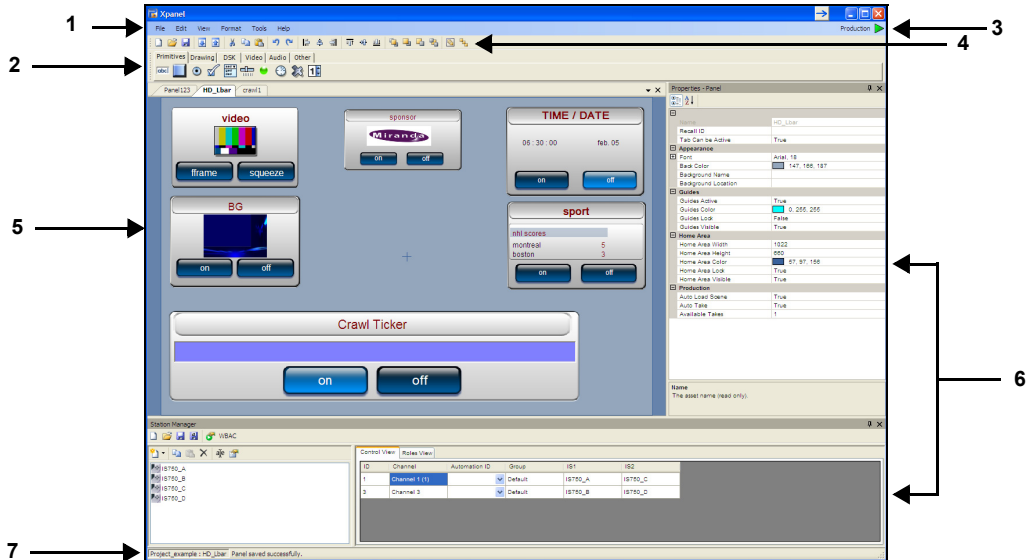 Xpanel
1
File Edit View Format Tools Help
Production
3
4
2
Primitives Drawing DSK Video Audio Other
abc
1
Panel123 HD_Lbar crawl1
Properties - Panel
video
fframe squeeze
sponsor
Miranda
on off
TIME / DATE
06 : 30 : 00 feb. 05
on off
5
BG
on off
sport
nhl scores
montreal 5
boston 3
on off
Crawl Ticker
on off
Name HD_Lbar
Recall ID
Tab Can be Active True
Appearance
Font Arial, 18
Back Color 147, 166, 187
Background Name
Background Location
Guides
Guides Active True
Guides Color 0, 255, 255
Guides Lock False
Guides Visible True
Home Area
Home Area Width 1022
Home Area Height 550
Home Area Color 57, 97, 156
Home Area Lock True
Home Area Visible True
Production
Auto Load Scene True
Auto Take True
Available Takes 1
6
Name
The asset name (read only).
Station Manager
WBAC
IS750_A
IS750_B
IS750_C
IS750_D
Control View Roles View
ID Channel Automation ID Group IS1 IS2
1 Channel 1 (1) Default IS750_A IS750_C
3 Channel 3 Default IS750_B IS750_D
7
Project_example : HD_Lbar Panel saved successfully.